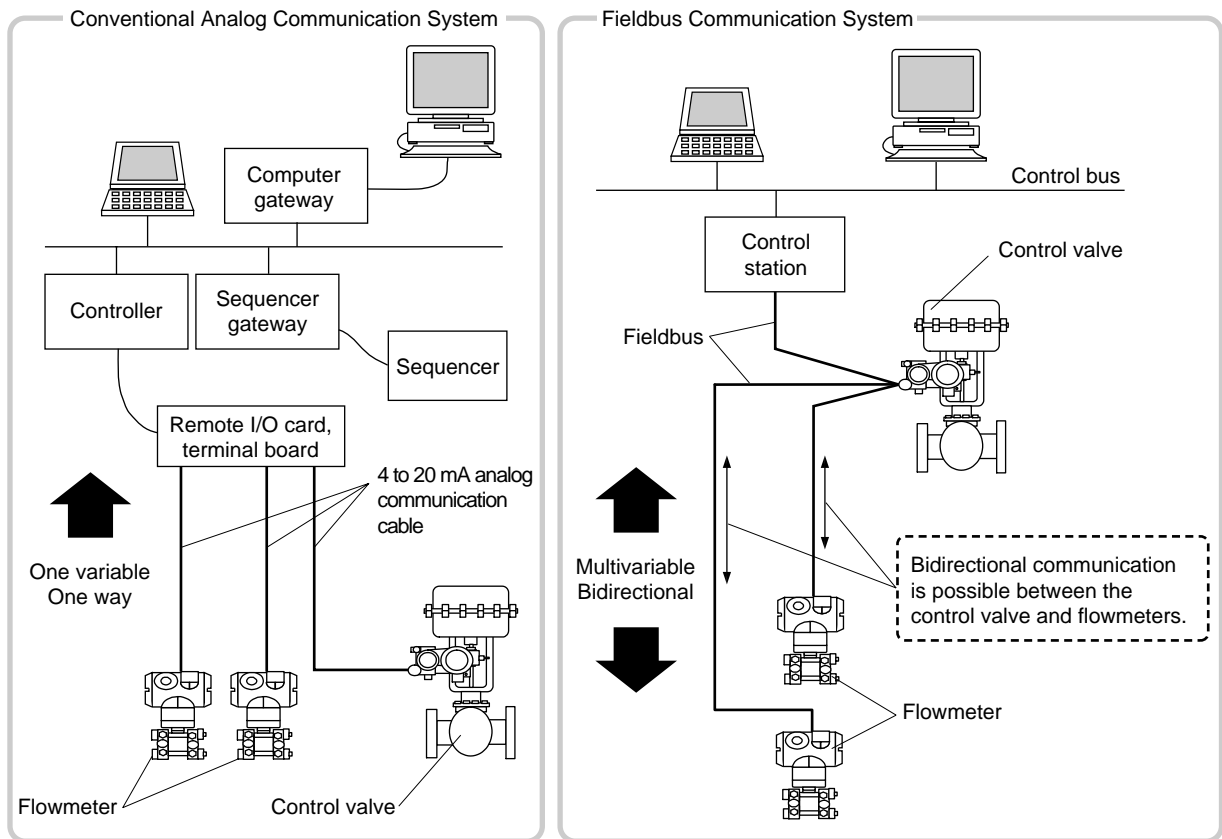 Conventional Analog Communication System
Computer
gateway
Controller
Sequencer
gateway
Sequencer
Remote I/O card,
terminal board
4 to 20 mA analog
communication
cable
One variable
One way
Flowmeter
Control valve
Fieldbus Communication System
Control bus
Control
station
Control valve
Fieldbus
Multivariable
Bidirectional
Bidirectional communication
is possible between the
control valve and flowmeters.
Flowmeter